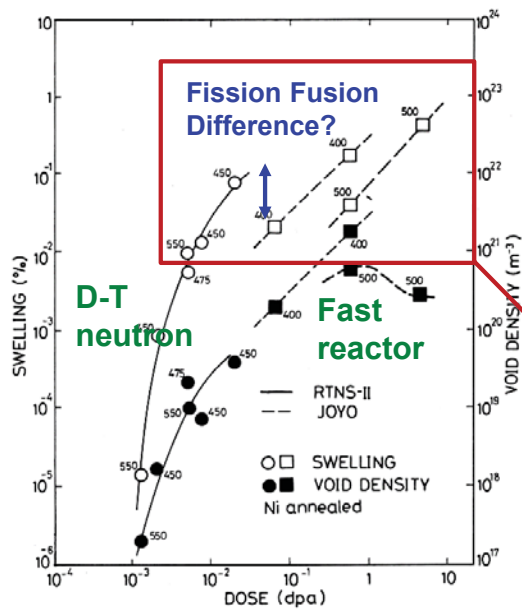 10
1
10⁻¹
10⁻²
10⁻³
10⁻⁴
10⁻⁵
10⁻⁶
SWELLING (%)
10²⁴
10²³
10²²
10²¹
10²⁰
10¹⁹
10¹⁸
10¹⁷
VOID DENSITY (m⁻³)
Fission Fusion
Difference?
500
400
450
500
400
450
550
475
400
500
500
400
D-T
neutron
Fast
reactor
450
450
475
550
450
550
450
550
RTNS-II
JOYO
SWELLING
VOID DENSITY
Ni annealed
10⁻⁴ 10⁻³ 10⁻² 10⁻¹ 1 10
DOSE (dpa)